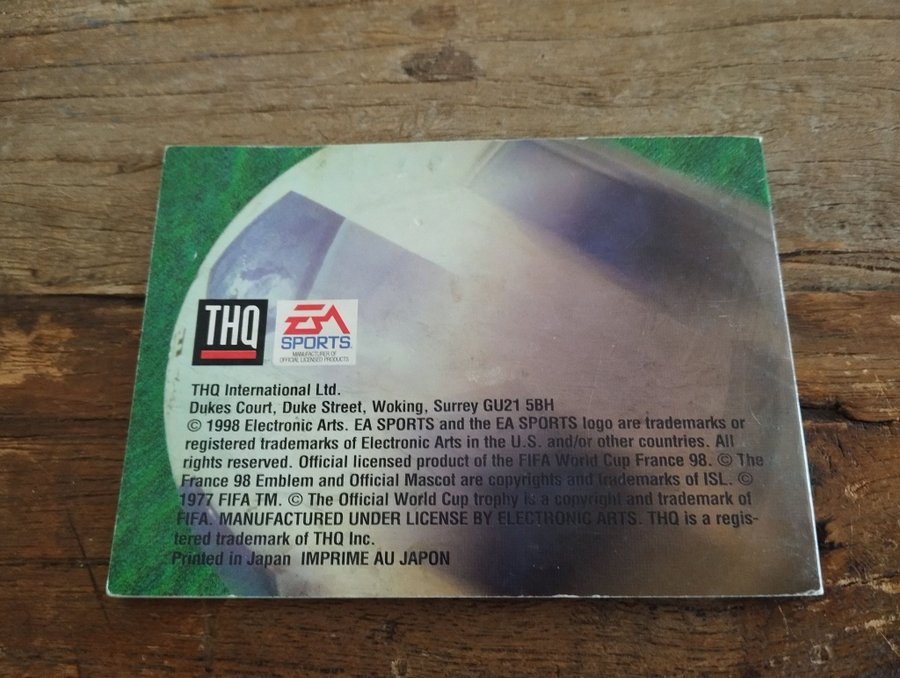 THQ
EA
SPORTS
MANUFACTURER OF
OFFICIAL LICENSED PRODUCTS
THQ International Ltd.
Dukes Court, Duke Street, Woking, Surrey GU21 5BH
© 1998 Electronic Arts. EA SPORTS and the EA SPORTS logo are trademarks or
registered trademarks of Electronic Arts in the U.S. and/or other countries. All
rights reserved. Official licensed product of the FIFA World Cup France 98. © The
France 98 Emblem and Official Mascot are copyrights and trademarks of ISL. ©
1977 FIFA TM. © The Official World Cup trophy is a copyright and trademark of
FIFA. MANUFACTURED UNDER LICENSE BY ELECTRONIC ARTS. THQ is a regis-
tered trademark of THQ Inc.
Printed in Japan IMPRIME AU JAPON